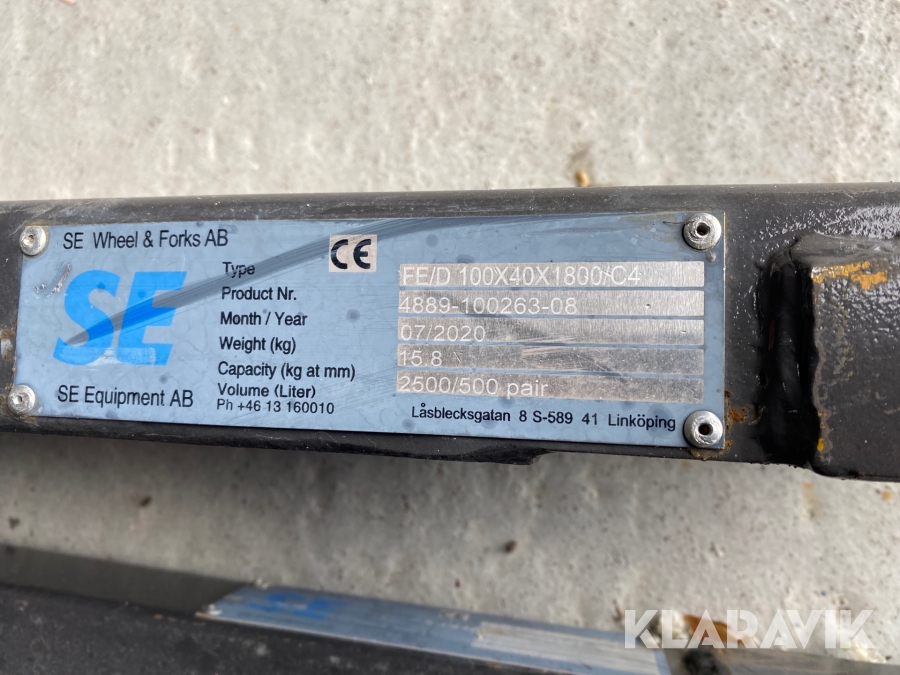 SE Wheel & Forks AB
CE
SE
SE Equipment AB
Type FE/D 100X40X1800/C4
Product Nr. 4889-100263-08
Month / Year 07/2020
Weight (kg) 15.8
Capacity (kg at mm) 2500/500 pair
Volume (Liter)
Ph +46 13 160010
Låsblecksgatan 8 S-589 41 Linköping
KLARAVIK